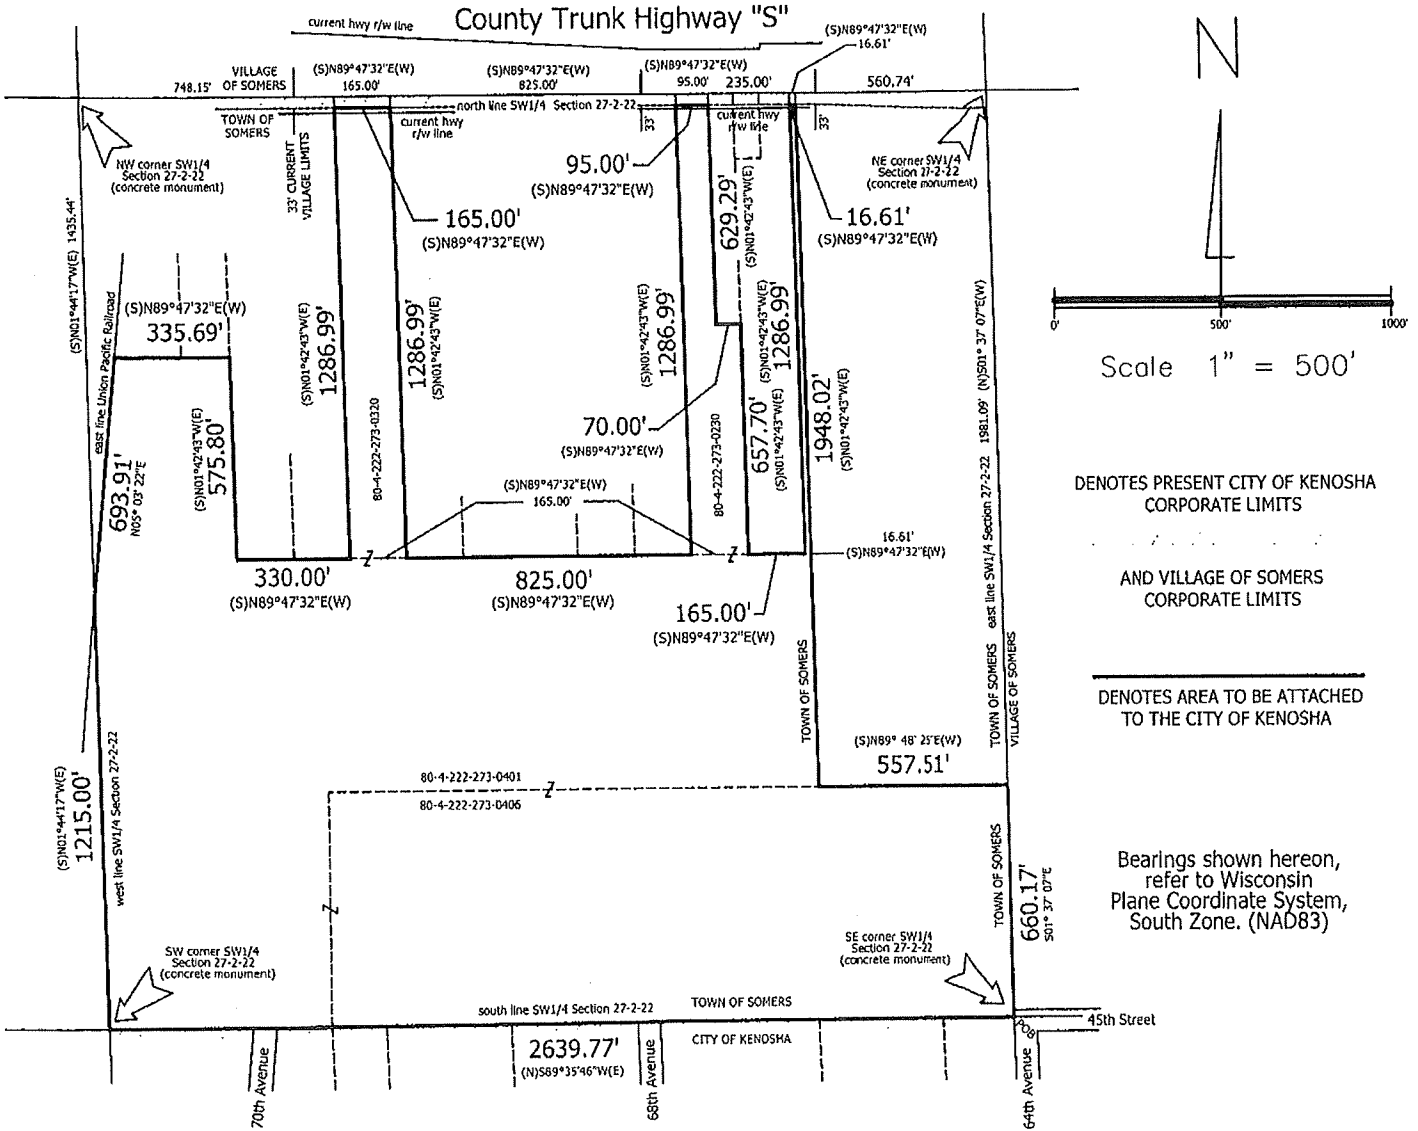 County Trunk Highway "S"
current hwy r/w line
(S)N89°47'32"E(W)
16.61'
748.15'
VILLAGE
OF SOMERS
(S)N89°47'32"E(W)
165.00'
(S)N89°47'32"E(W)
825.00'
(S)N89°47'32"E(W)
95.00'
235.00'
560.74'
N
TOWN OF
SOMERS
north line SW1/4 Section 27-2-22
current hwy
r/w line
33'
current hwy
r/w line
33'
NW corner SW1/4
Section 27-2-22
(concrete monument)
33' CURRENT
VILLAGE LIMITS
95.00'
(S)N89°47'32"E(W)
NE corner SW1/4
Section 27-2-22
(concrete monument)
165.00'
(S)N89°47'32"E(W)
629.29'
(S)N01°42'43"W(E)
16.61'
(S)N89°47'32"E(W)
(S)N01°44'17"W(E) 1435.44'
east line Union Pacific Railroad
(S)N89°47'32"E(W)
335.69'
(S)N01°42'43"W(E)
1286.99'
1286.99'
(S)N01°42'43"W(E)
(S)N01°42'43"W(E)
1286.99'
(S)N01°42'43"W(E)
1286.99'
0'
500'
1000'
Scale 1" = 500'
693.91'
N05° 03' 22"E
(S)N01°42'43"W(E)
575.80'
80-4-222-273-0320
70.00'
(S)N89°47'32"E(W)
80-4-222-273-0230
657.70'
(S)N01°42'43"W(E)
1948.02'
(S)N01°42'43"W(E)
east line SW1/4 Section 27-2-22 1981.09' (N)S01° 37' 07"E(W)
(S)N89°47'32"E(W)
165.00'
16.61'
(S)N89°47'32"E(W)
330.00'
(S)N89°47'32"E(W)
825.00'
(S)N89°47'32"E(W)
165.00'
(S)N89°47'32"E(W)
DENOTES PRESENT CITY OF KENOSHA
CORPORATE LIMITS
AND VILLAGE OF SOMERS
CORPORATE LIMITS
DENOTES AREA TO BE ATTACHED
TO THE CITY OF KENOSHA
TOWN OF SOMERS
TOWN OF SOMERS
VILLAGE OF SOMERS
(S)N89° 48' 25"E(W)
557.51'
(S)N01°44'17"W(E)
1215.00'
west line SW1/4 Section 27-2-22
80-4-222-273-0401
80-4-222-273-0406
TOWN OF SOMERS
660.17'
S01° 37' 07"E
Bearings shown hereon,
refer to Wisconsin
Plane Coordinate System,
South Zone. (NAD83)
SW corner SW1/4
Section 27-2-22
(concrete monument)
SE corner SW1/4
Section 27-2-22
(concrete monument)
south line SW1/4 Section 27-2-22
TOWN OF SOMERS
POB
45th Street
2639.77'
(N)S89°35'46"W(E)
CITY OF KENOSHA
70th Avenue
68th Avenue
64th Avenue